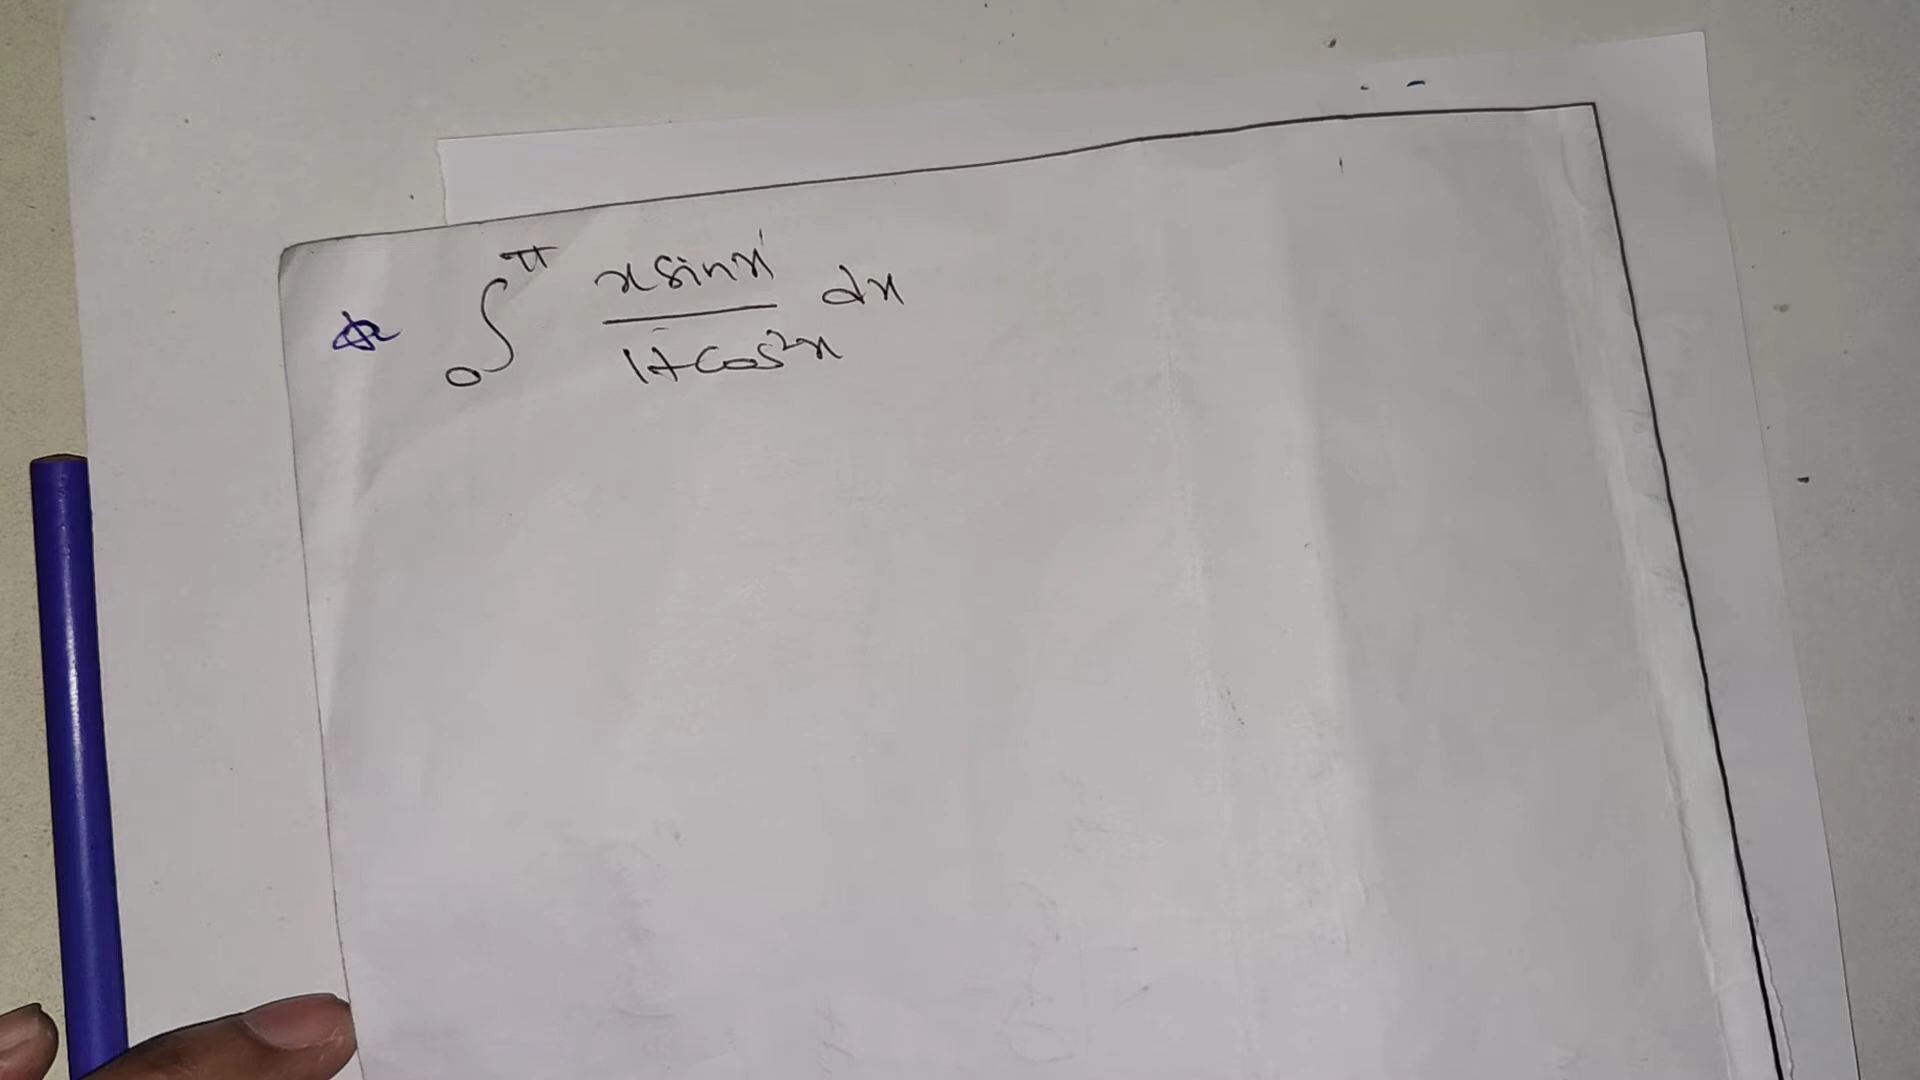 ∫₀^π (x sin x)/(1+cos²x) dx